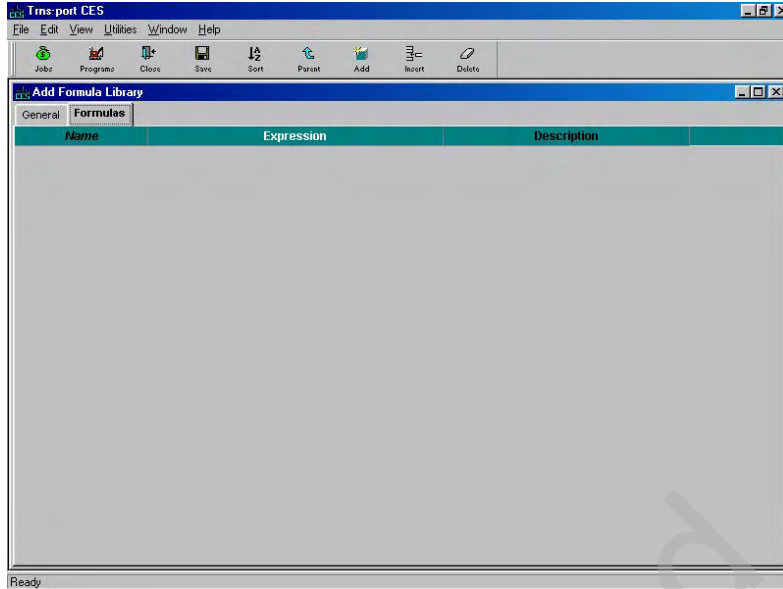 Trns·port CES
File Edit View Utilities Window Help
Jobs Programs Close Save Sort Parent Add Insert Delete
Add Formula Library
General Formulas
Name Expression Description
Ready